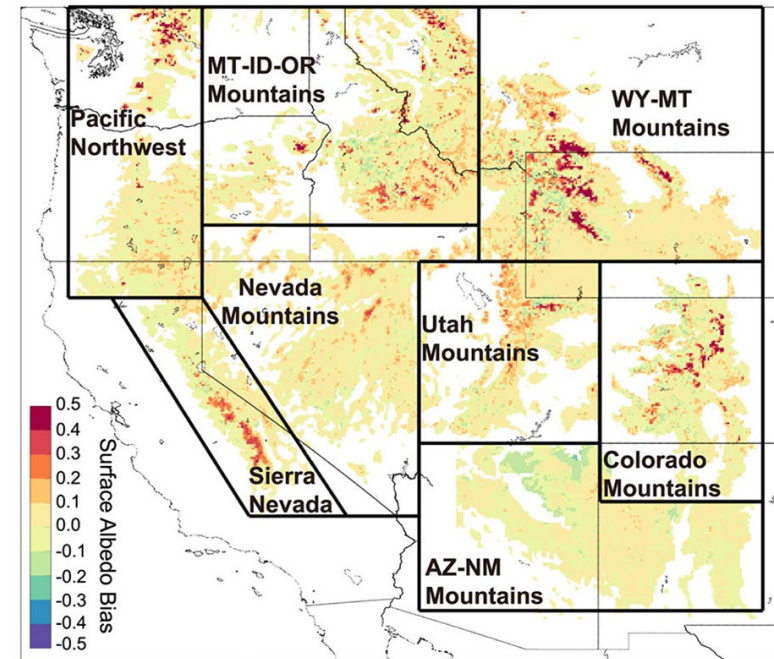 MT-ID-OR
Mountains
WY-MT
Mountains
Pacific
Northwest
Nevada
Mountains
Utah
Mountains
Sierra
Nevada
Colorado
Mountains
AZ-NM
Mountains
0.5
0.4
0.3
0.2
0.1
0.0
-0.1
-0.2
-0.3
-0.4
-0.5
Surface Albedo Bias